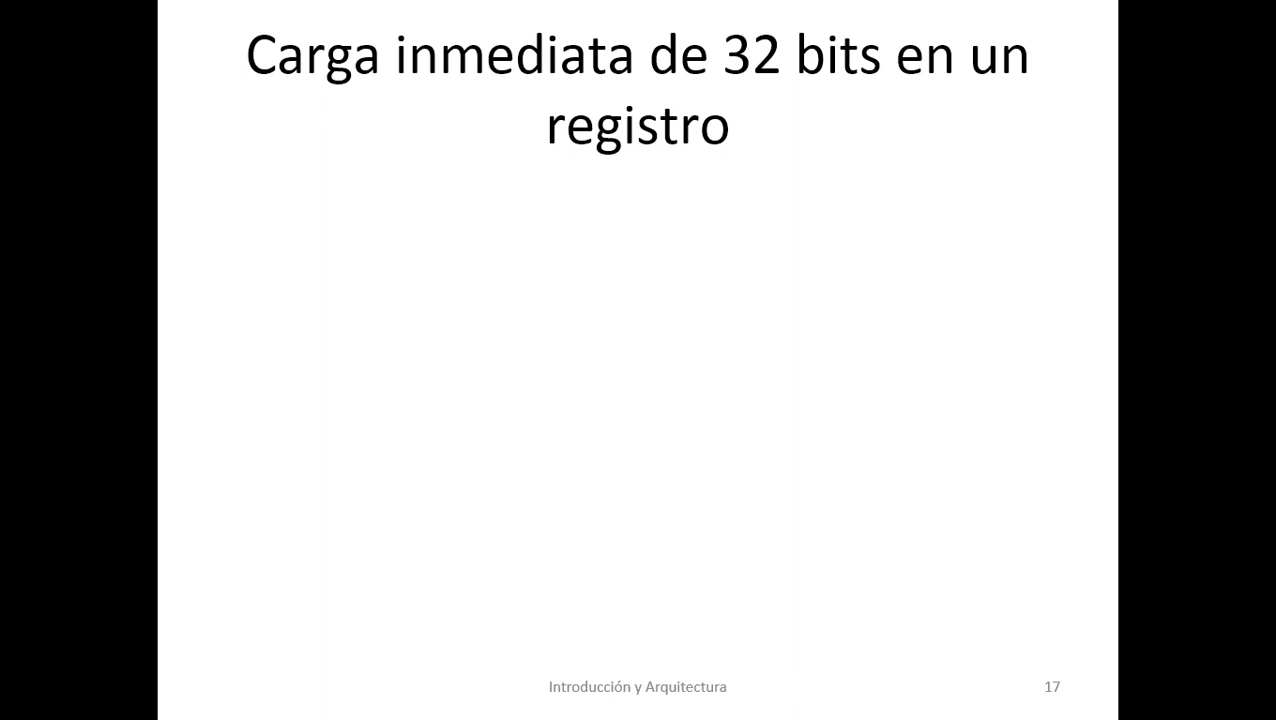 Carga inmediata de 32 bits en un
registro
Introducción y Arquitectura
17